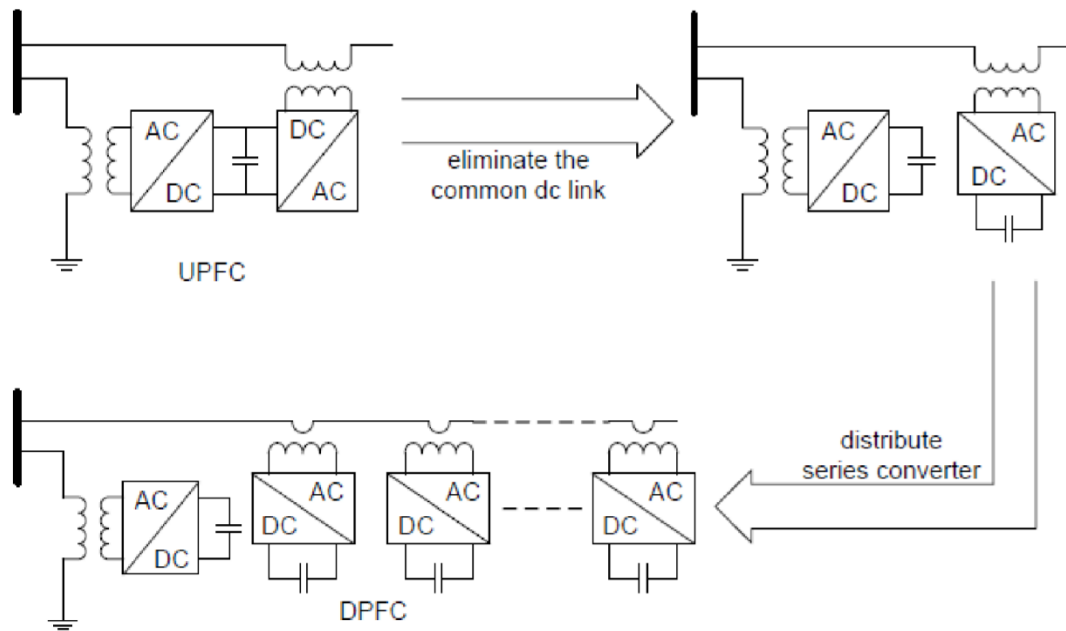 AC
DC
DC
AC
UPFC
eliminate the
common dc link
AC
DC
AC
DC
distribute
series converter
AC
DC
AC
DC
AC
DC
AC
DC
DPFC